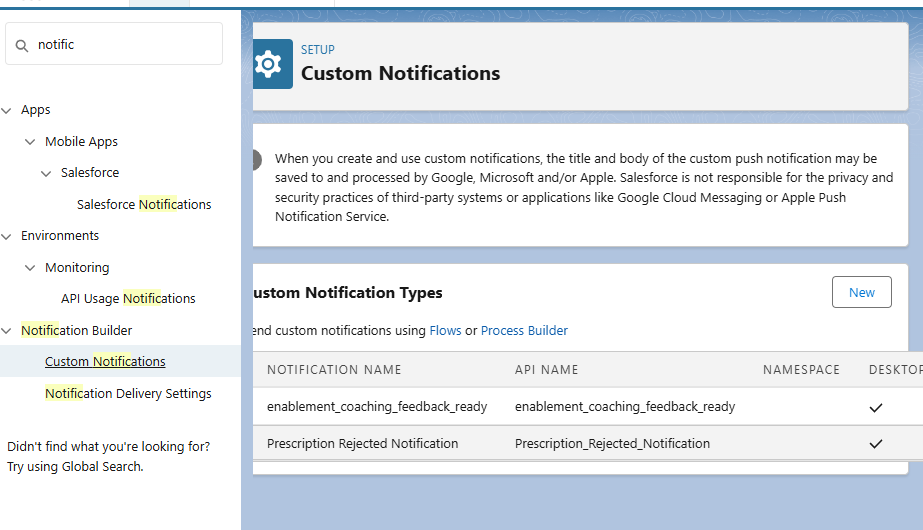 notific
Apps
Mobile Apps
Salesforce
Salesforce Notifications
Environments
Monitoring
API Usage Notifications
Notification Builder
Custom Notifications
Notification Delivery Settings
Didn't find what you're looking for?
Try using Global Search.
SETUP
Custom Notifications
When you create and use custom notifications, the title and body of the custom push notification may be
saved to and processed by Google, Microsoft and/or Apple. Salesforce is not responsible for the privacy and
security practices of third-party systems or applications like Google Cloud Messaging or Apple Push
Notification Service.
ustom Notification Types
New
end custom notifications using Flows or Process Builder
NOTIFICATION NAME API NAME NAMESPACE DESKTOP
enablement_coaching_feedback_ready enablement_coaching_feedback_ready
Prescription Rejected Notification Prescription_Rejected_Notification